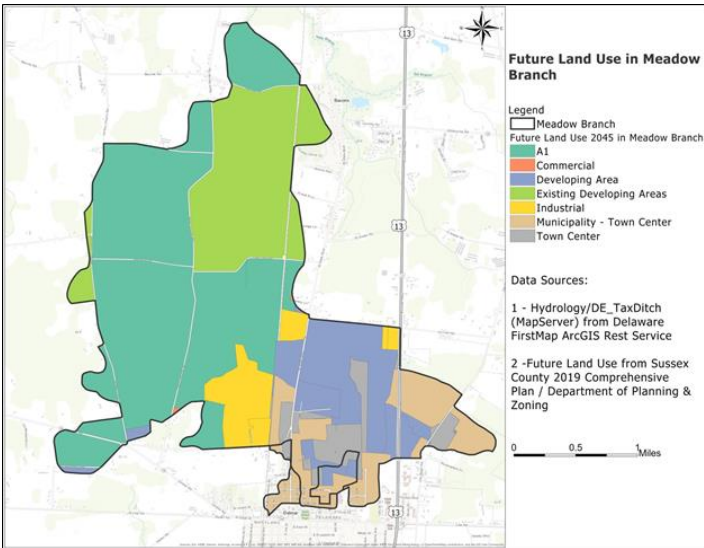 13
Future Land Use in Meadow
Branch
Legend
Meadow Branch
Future Land Use 2045 in Meadow Branch
A1
Commercial
Developing Area
Existing Developing Areas
Industrial
Municipality - Town Center
Town Center
13
Data Sources:
1 - Hydrology/DE_TaxDitch
(MapServer) from Delaware
FirstMap ArcGIS Rest Service
2 -Future Land Use from Sussex
County 2019 Comprehensive
Plan / Department of Planning &
Zoning
0 0.5 1
Miles
13